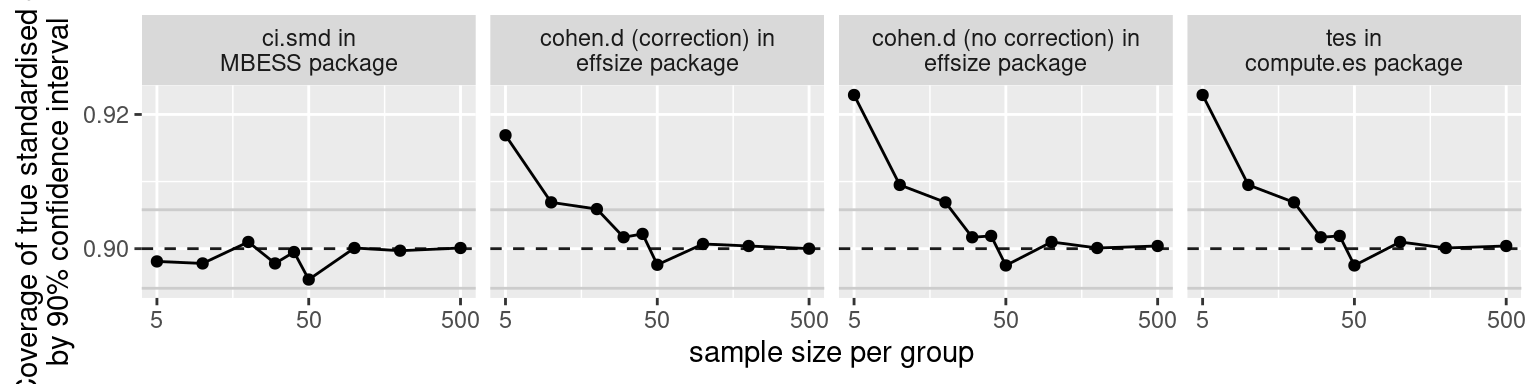 ci.smd in
MBESS package
cohen.d (correction) in
effsize package
cohen.d (no correction) in
effsize package
tes in
compute.es package
Coverage of true standardised
by 90% confidence interval
0.92
0.90
5 50 500
5 50 500
5 50 500
5 50 500
sample size per group